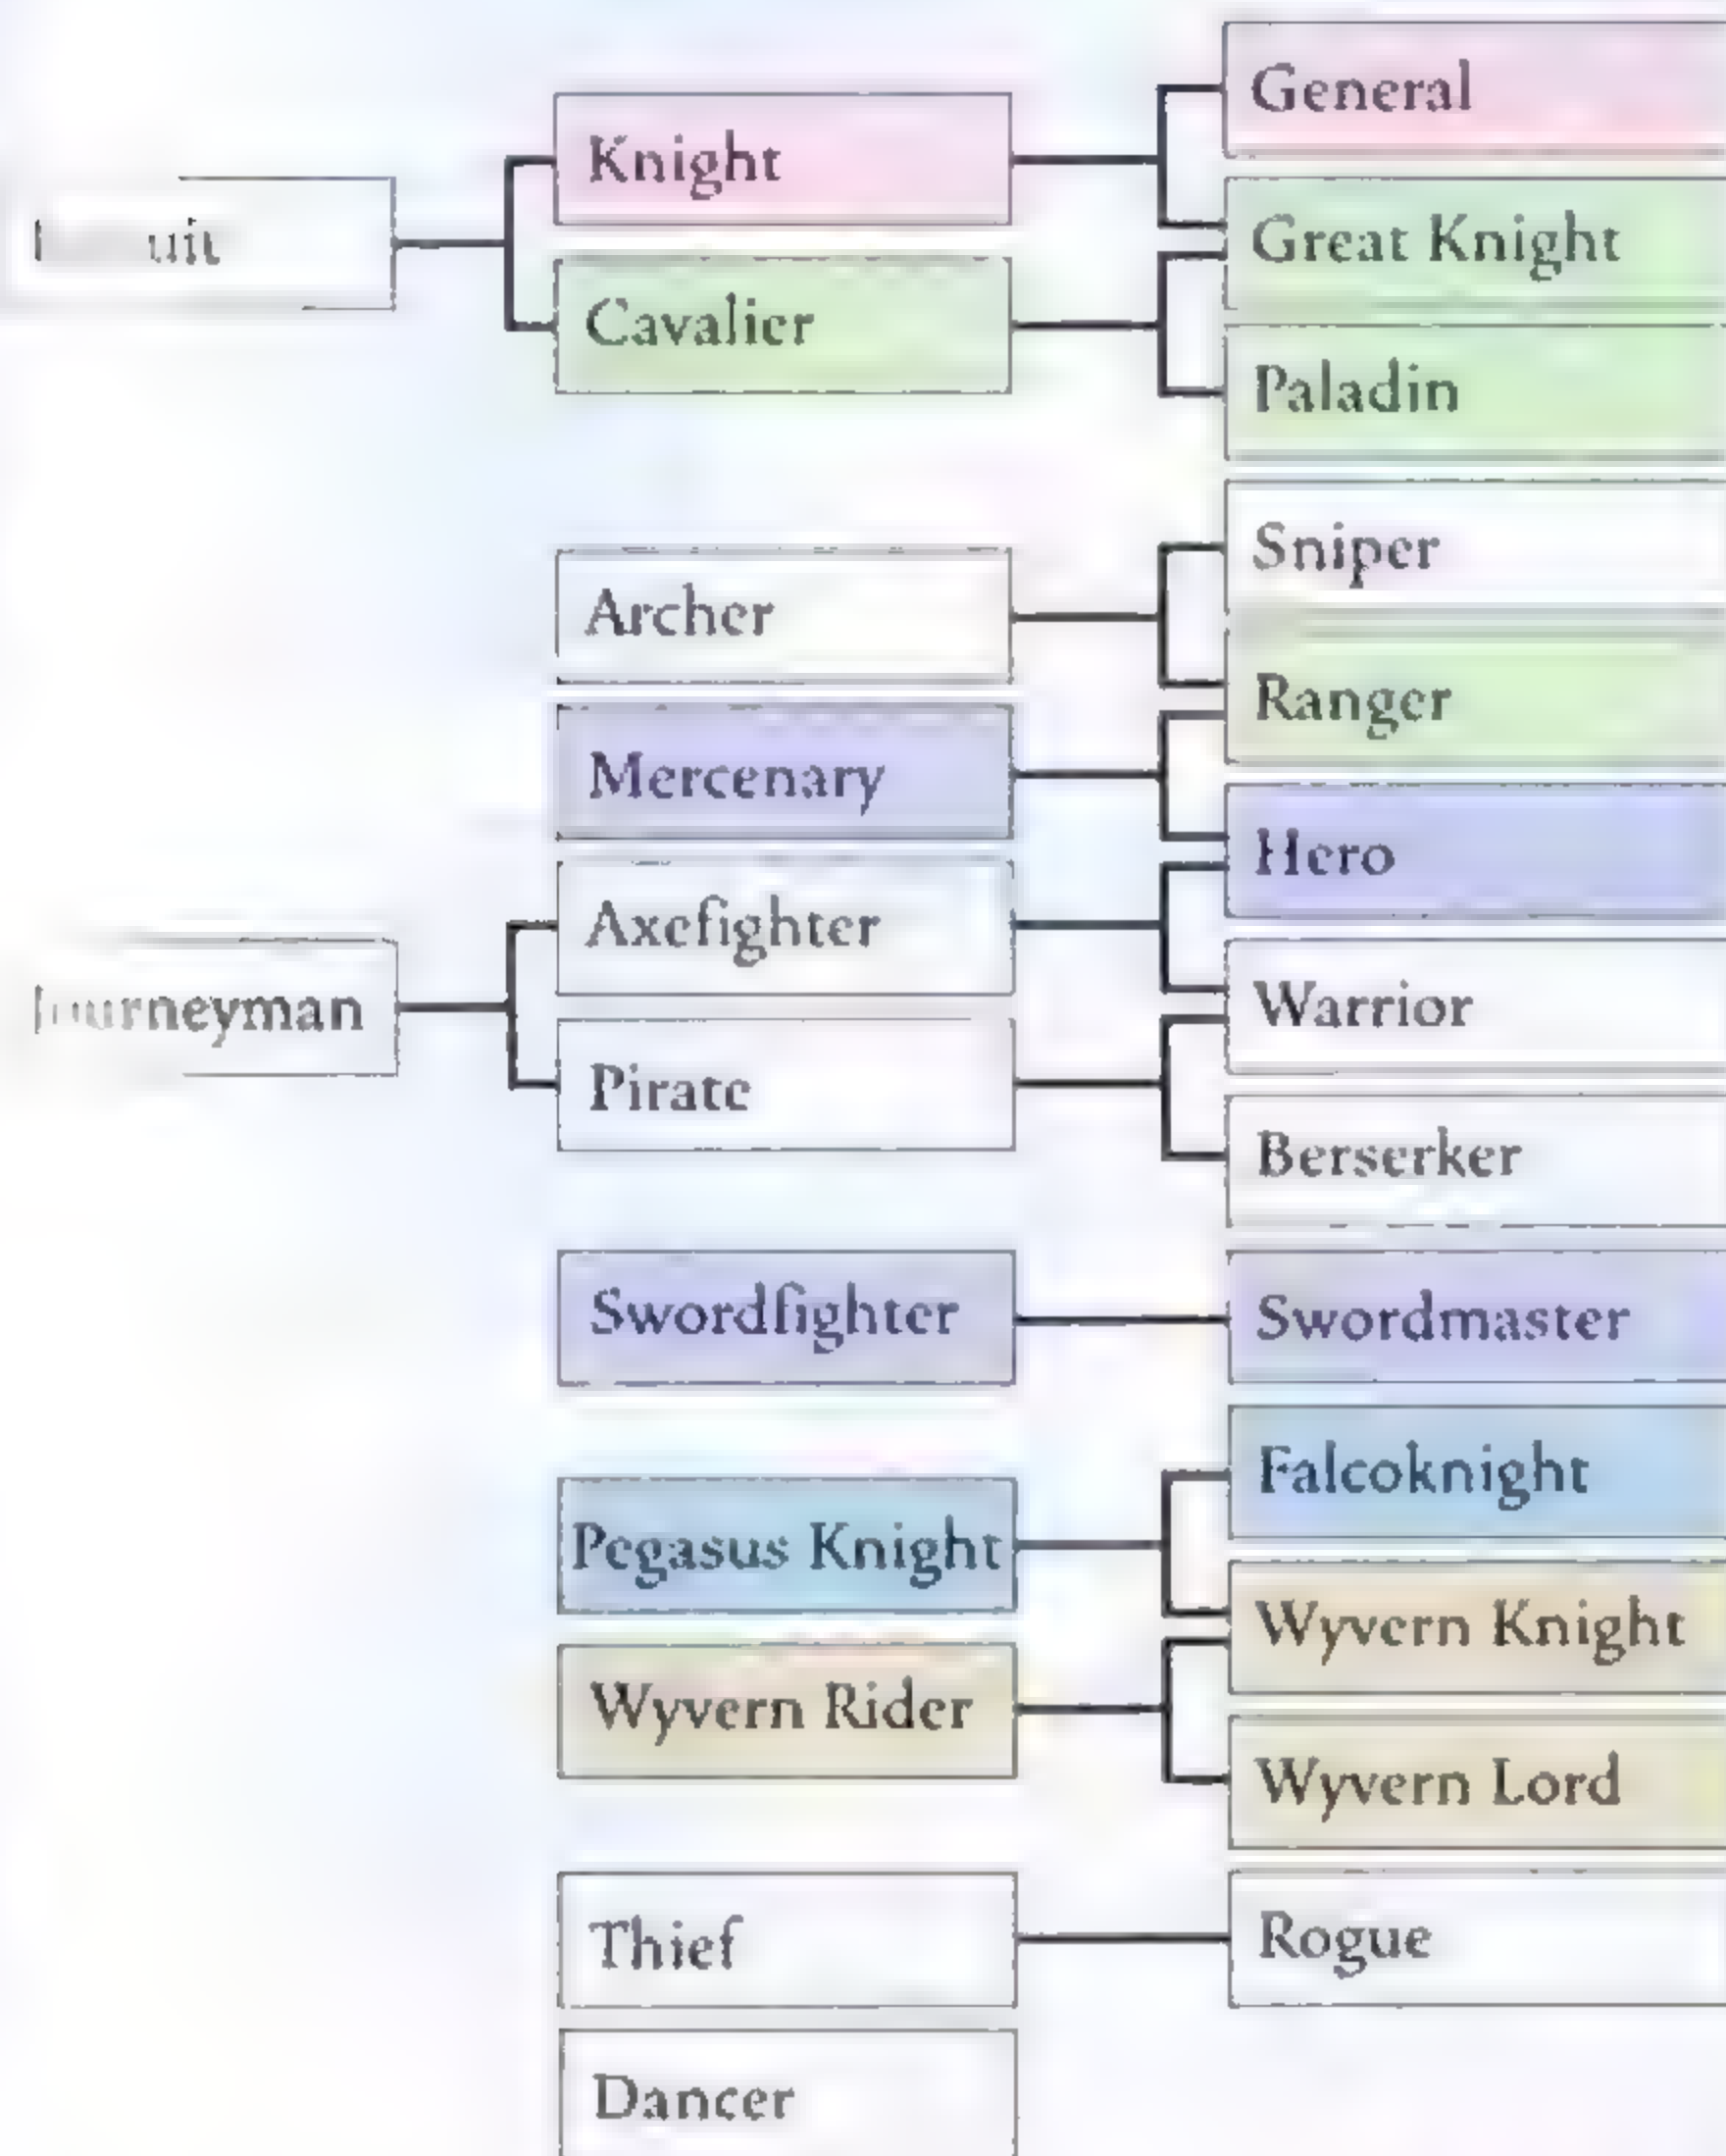 General
Knight
Great Knight
Cavalier
Paladin
Sniper
Archer
Ranger
Mercenary
Hero
Axefighter
Journeyman
Warrior
Pirate
Berserker
Swordfighter
Swordmaster
Falcoknight
Pegasus Knight
Wyvern Knight
Wyvern Rider
Wyvern Lord
Thief
Rogue
Dancer